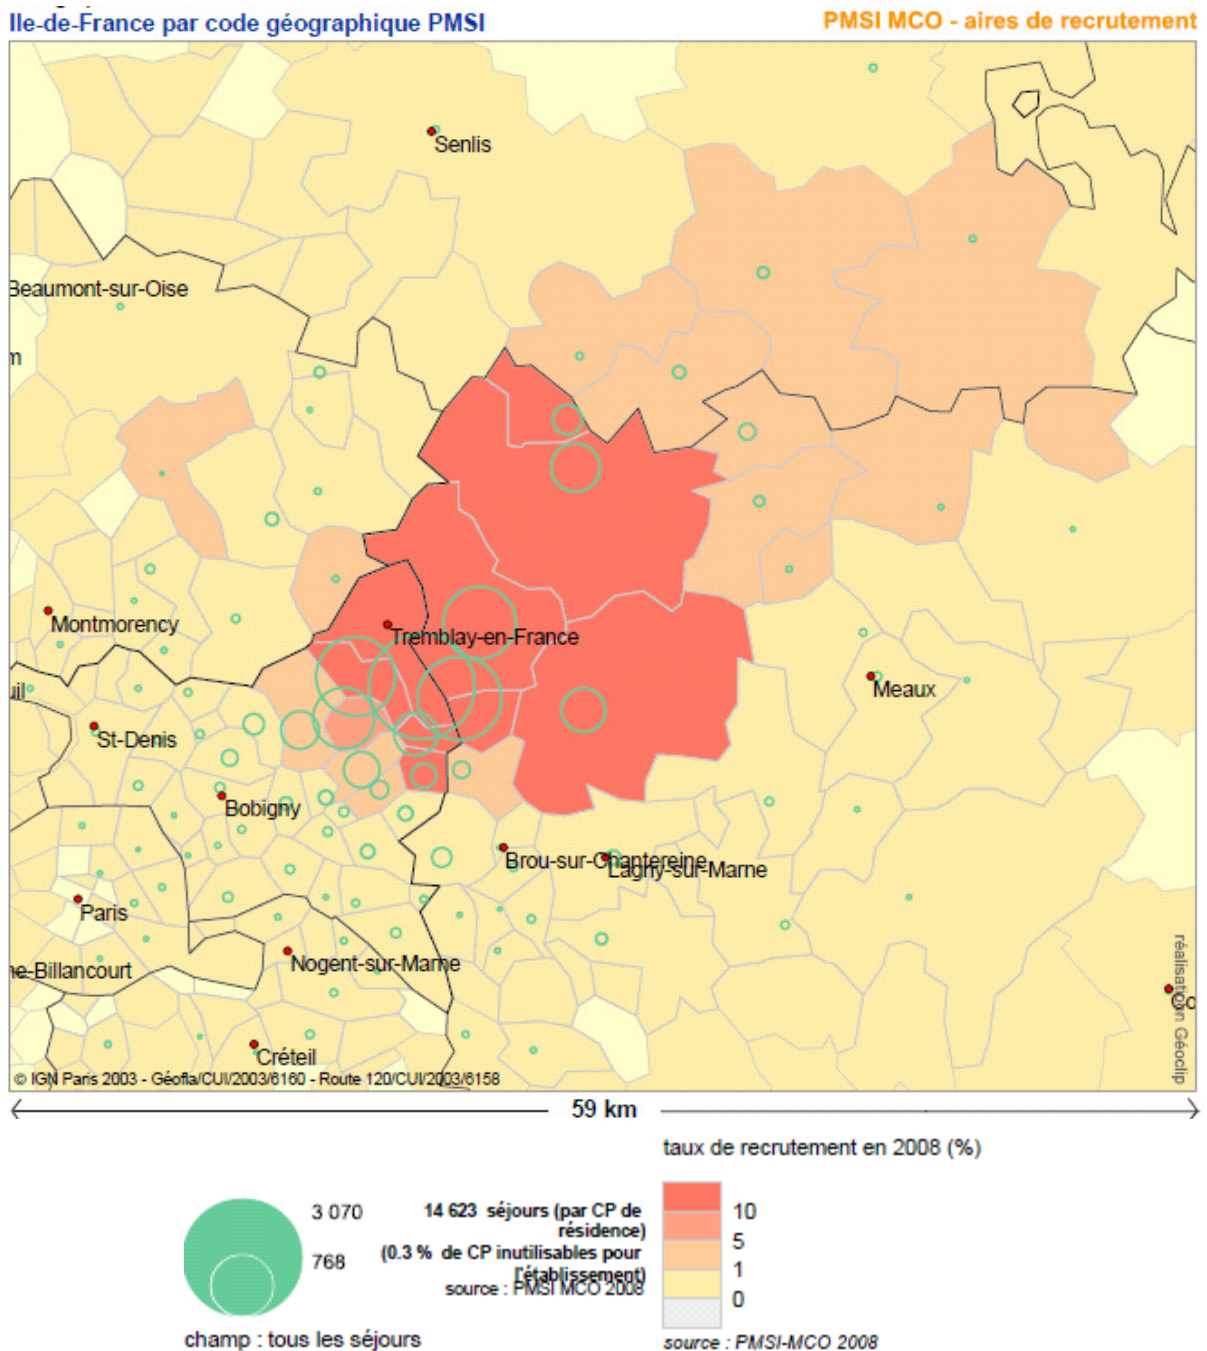 Ile-de-France par code géographique PMSI
PMSI MCO - aires de recrutement
Senlis
Beaumont-sur-Oise
m
Tremblay-en-France
Montmorency
uil
Meaux
St-Denis
Bobigny
Brou-sur-Chantereine
Lagny-sur-Marne
Paris
Nogent-sur-Marne
ne-Billancourt
Co
Créteil
réalisation Géoclip
© IGN Paris 2003 - Géofla/CUI/2003/6160 - Route 120/CUI/2003/6158
59 km
taux de recrutement en 2008 (%)
3 070
768
14 623 séjours (par CP de
résidence)
(0.3 % de CP inutilisables pour
l'établissement)
source : PMSI MCO 2008
10
5
1
0
champ : tous les séjours
source : PMSI-MCO 2008